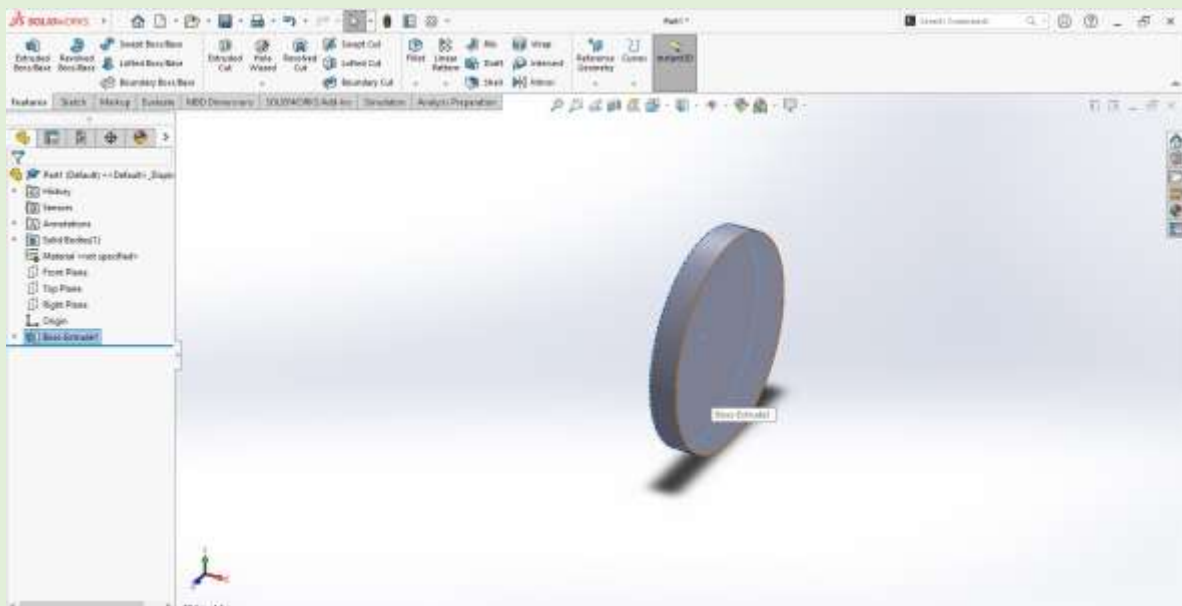 SOLIDWORKS
Part1 *
Search Commands
Extruded Boss/Base
Revolved Boss/Base
Swept Boss/Base
Lofted Boss/Base
Boundary Boss/Base
Extruded Cut
Hole Wizard
Revolved Cut
Swept Cut
Lofted Cut
Boundary Cut
Fillet
Linear Pattern
Rib
Draft
Shell
Wrap
Intersect
Mirror
Reference Geometry
Curves
Instant3D
Features Sketch Markup Evaluate MBD Dimensions SOLIDWORKS Add-Ins Simulation Analysis Preparation
Part1 (Default) <<Default>_Displ
History
Sensors
Annotations
Solid Bodies(1)
Material <not specified>
Front Plane
Top Plane
Right Plane
Origin
Boss-Extrude1
Boss-Extrude1